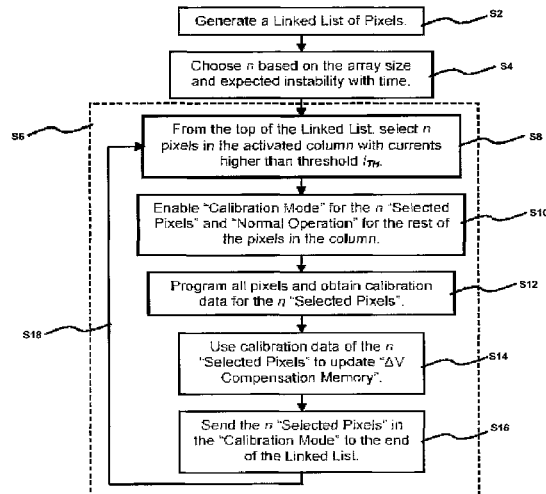 Generate a Linked List of Pixels.
S2
Choose n based on the array size
and expected instability with time.
S4
S6
From the top of the Linked List, select n
pixels in the activated column with currents
higher than threshold iTH.
S8
Enable “Calibration Mode” for the n “Selected
Pixels” and “Normal Operation” for the rest
of the pixels in the column.
S10
Program all pixels and obtain calibration
data for the n “Selected Pixels”.
S12
S18
Use calibration data of the n
“Selected Pixels” to update “ΔV
Compensation Memory”.
S14
Send the n “Selected Pixels” in
the “Calibration Mode” to the end
of the Linked List.
S16